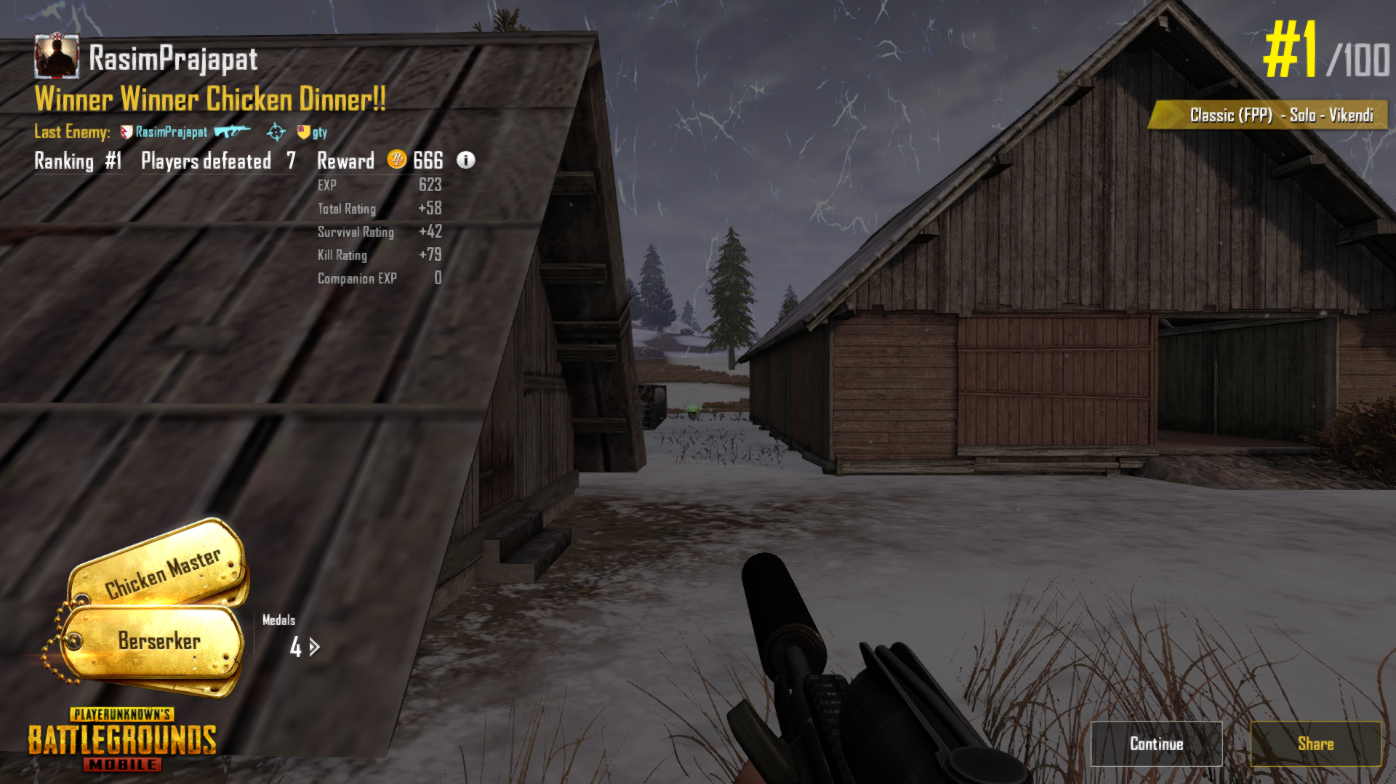 RasimPrajapat
#1/100
Winner Winner Chicken Dinner!!
Classic (FPP) - Solo - Vikendi
Last Enemy: RasimPrajapat gty
Ranking #1 Players defeated 7 Reward 666 i
EXP 623
Total Rating +58
Survival Rating +42
Kill Rating +79
Companion EXP 0
Chicken Master
Berserker
Medals
4
PLAYERUNKNOWN'S
BATTLEGROUNDS
MOBILE
Continue
Share